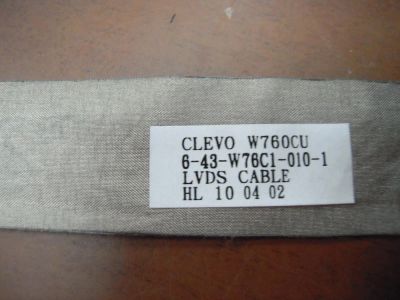 CLEVO W760CU
6-43-W76C1-010-1
LVDS CABLE
HL 10 04 02